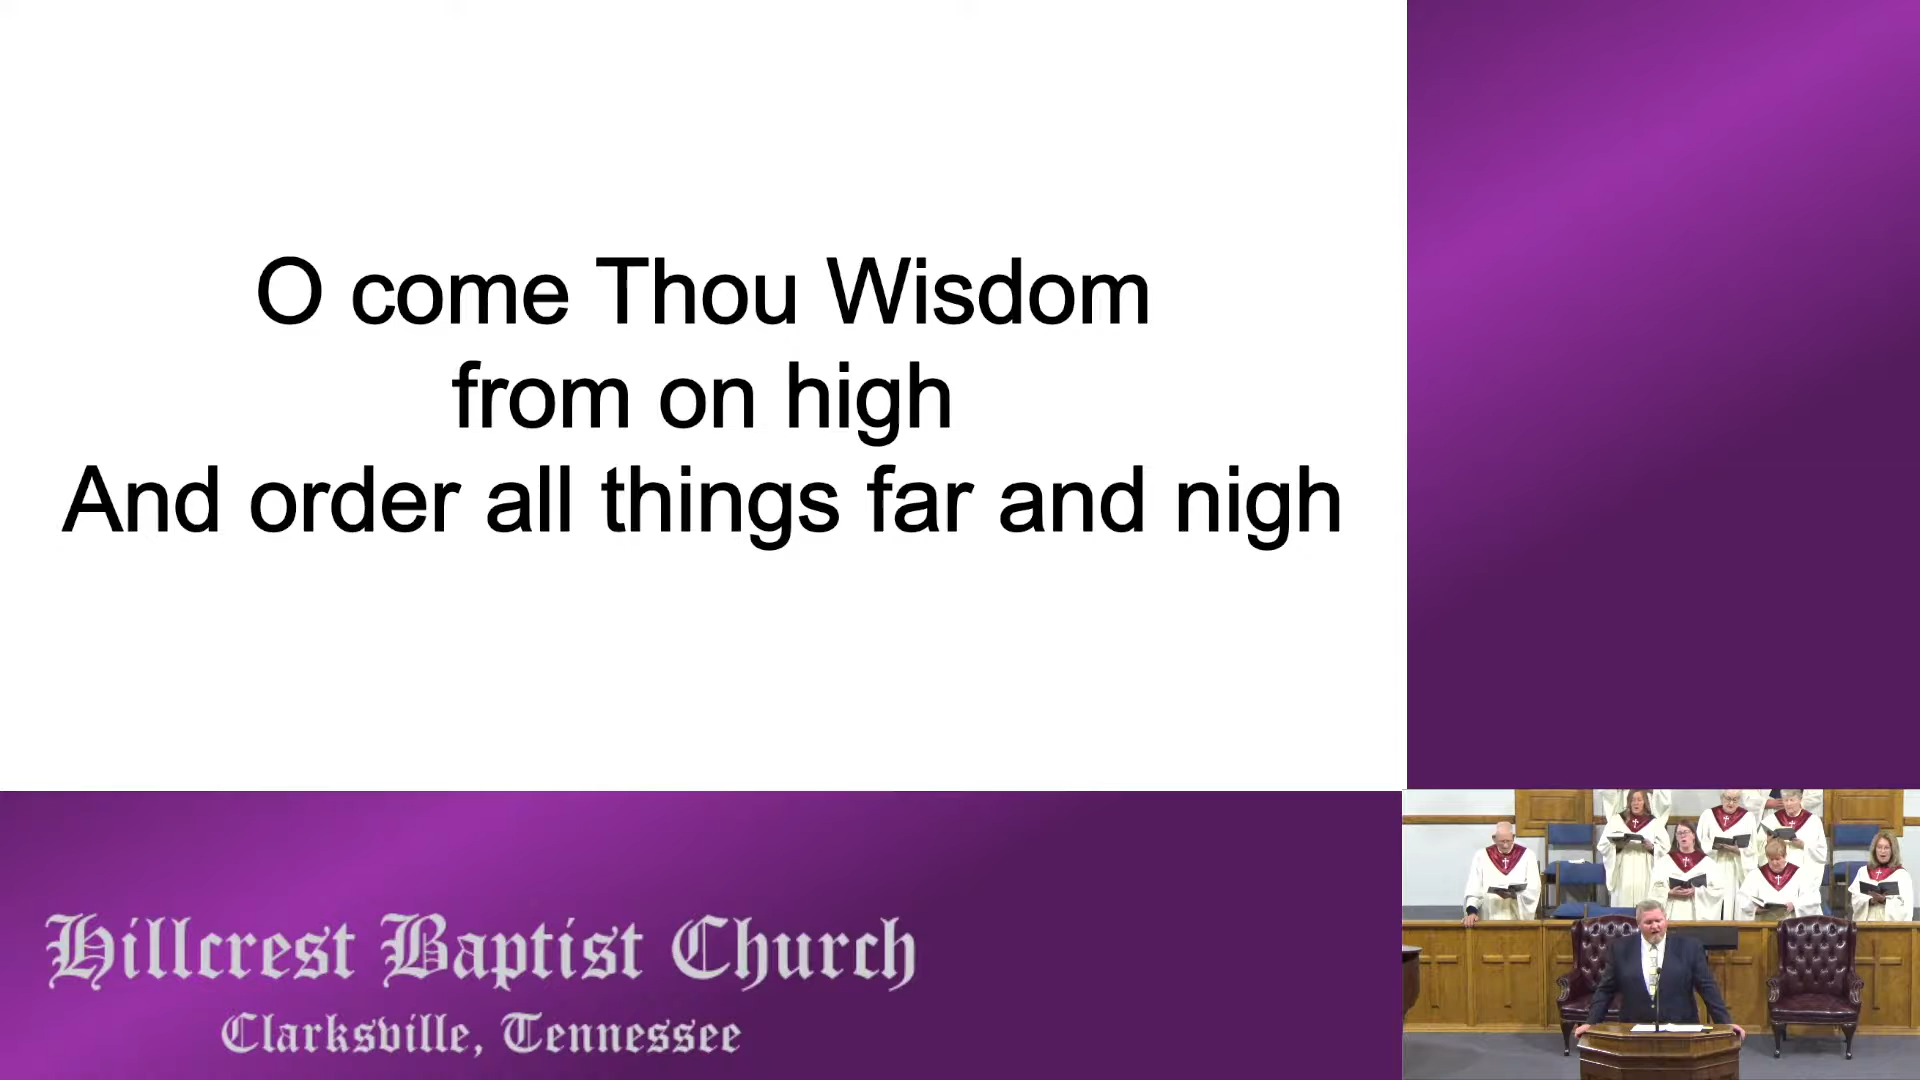 O come Thou Wisdom
from on high
And order all things far and nigh
Hillcrest Baptist Church
Clarksville, Tennessee